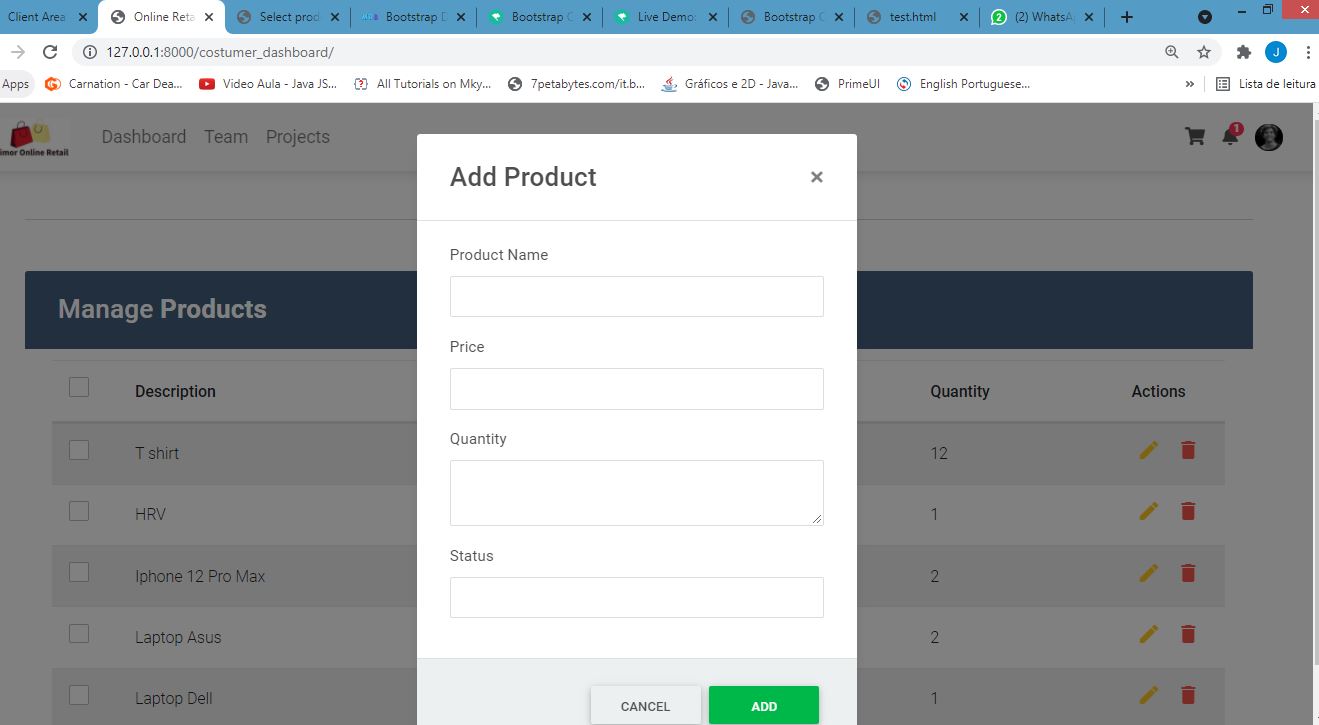 Client Area
Online Reta
Select prod
Bootstrap D
Bootstrap C
Live Demo:
Bootstrap C
test.html
(2) WhatsA
127.0.0.1:8000/costumer_dashboard/
J
Apps
Carnation - Car Dea...
Video Aula - Java JS...
All Tutorials on Mky...
7petabytes.com/it.b...
Gráficos e 2D - Java...
PrimeUI
English Portuguese...
»
Lista de leitura
imor Online Retail
Dashboard Team Projects
1
Add Product ×
Product Name
Price
Quantity
Status
CANCEL ADD
Manage Products
Description Quantity Actions
T shirt 12
HRV 1
Iphone 12 Pro Max 2
Laptop Asus 2
Laptop Dell 1